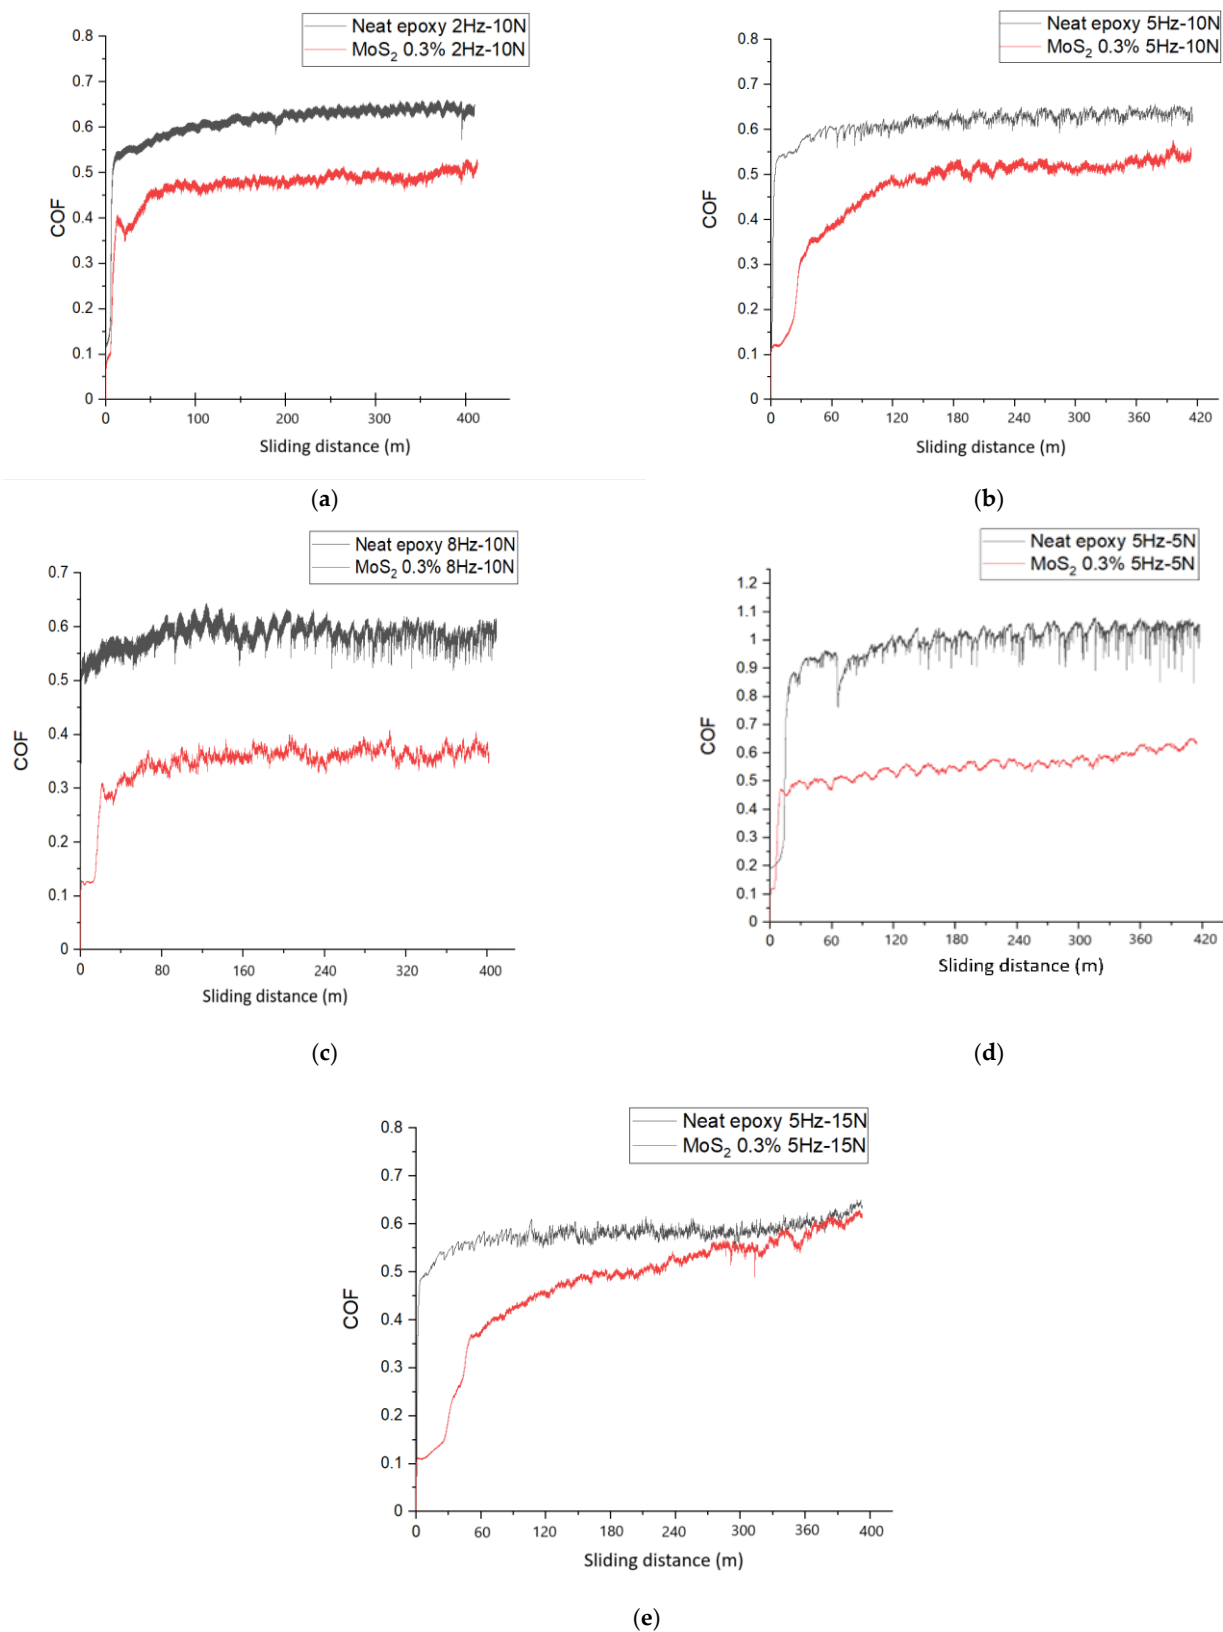 Neat epoxy 2Hz-10N
MoS2 0.3% 2Hz-10N
0.8
0.7
0.6
0.5
0.4
0.3
0.2
0.1
0
COF
0 100 200 300 400
Sliding distance (m)
(a)
Neat epoxy 5Hz-10N
MoS2 0.3% 5Hz-10N
0.8
0.7
0.6
0.5
0.4
0.3
0.2
0.1
0
COF
0 60 120 180 240 300 360 420
Sliding distance (m)
(b)
Neat epoxy 8Hz-10N
MoS2 0.3% 8Hz-10N
0.7
0.6
0.5
0.4
0.3
0.2
0.1
0
COF
0 80 160 240 320 400
Sliding distance (m)
(c)
Neat epoxy 5Hz-5N
MoS2 0.3% 5Hz-5N
1.2
1.1
1
0.9
0.8
0.7
0.6
0.5
0.4
0.3
0.2
0.1
0
COF
0 60 120 180 240 300 360 420
Sliding distance (m)
(d)
Neat epoxy 5Hz-15N
MoS2 0.3% 5Hz-15N
0.8
0.7
0.6
0.5
0.4
0.3
0.2
0.1
0
COF
0 60 120 180 240 300 360 400
Sliding distance (m)
(e)